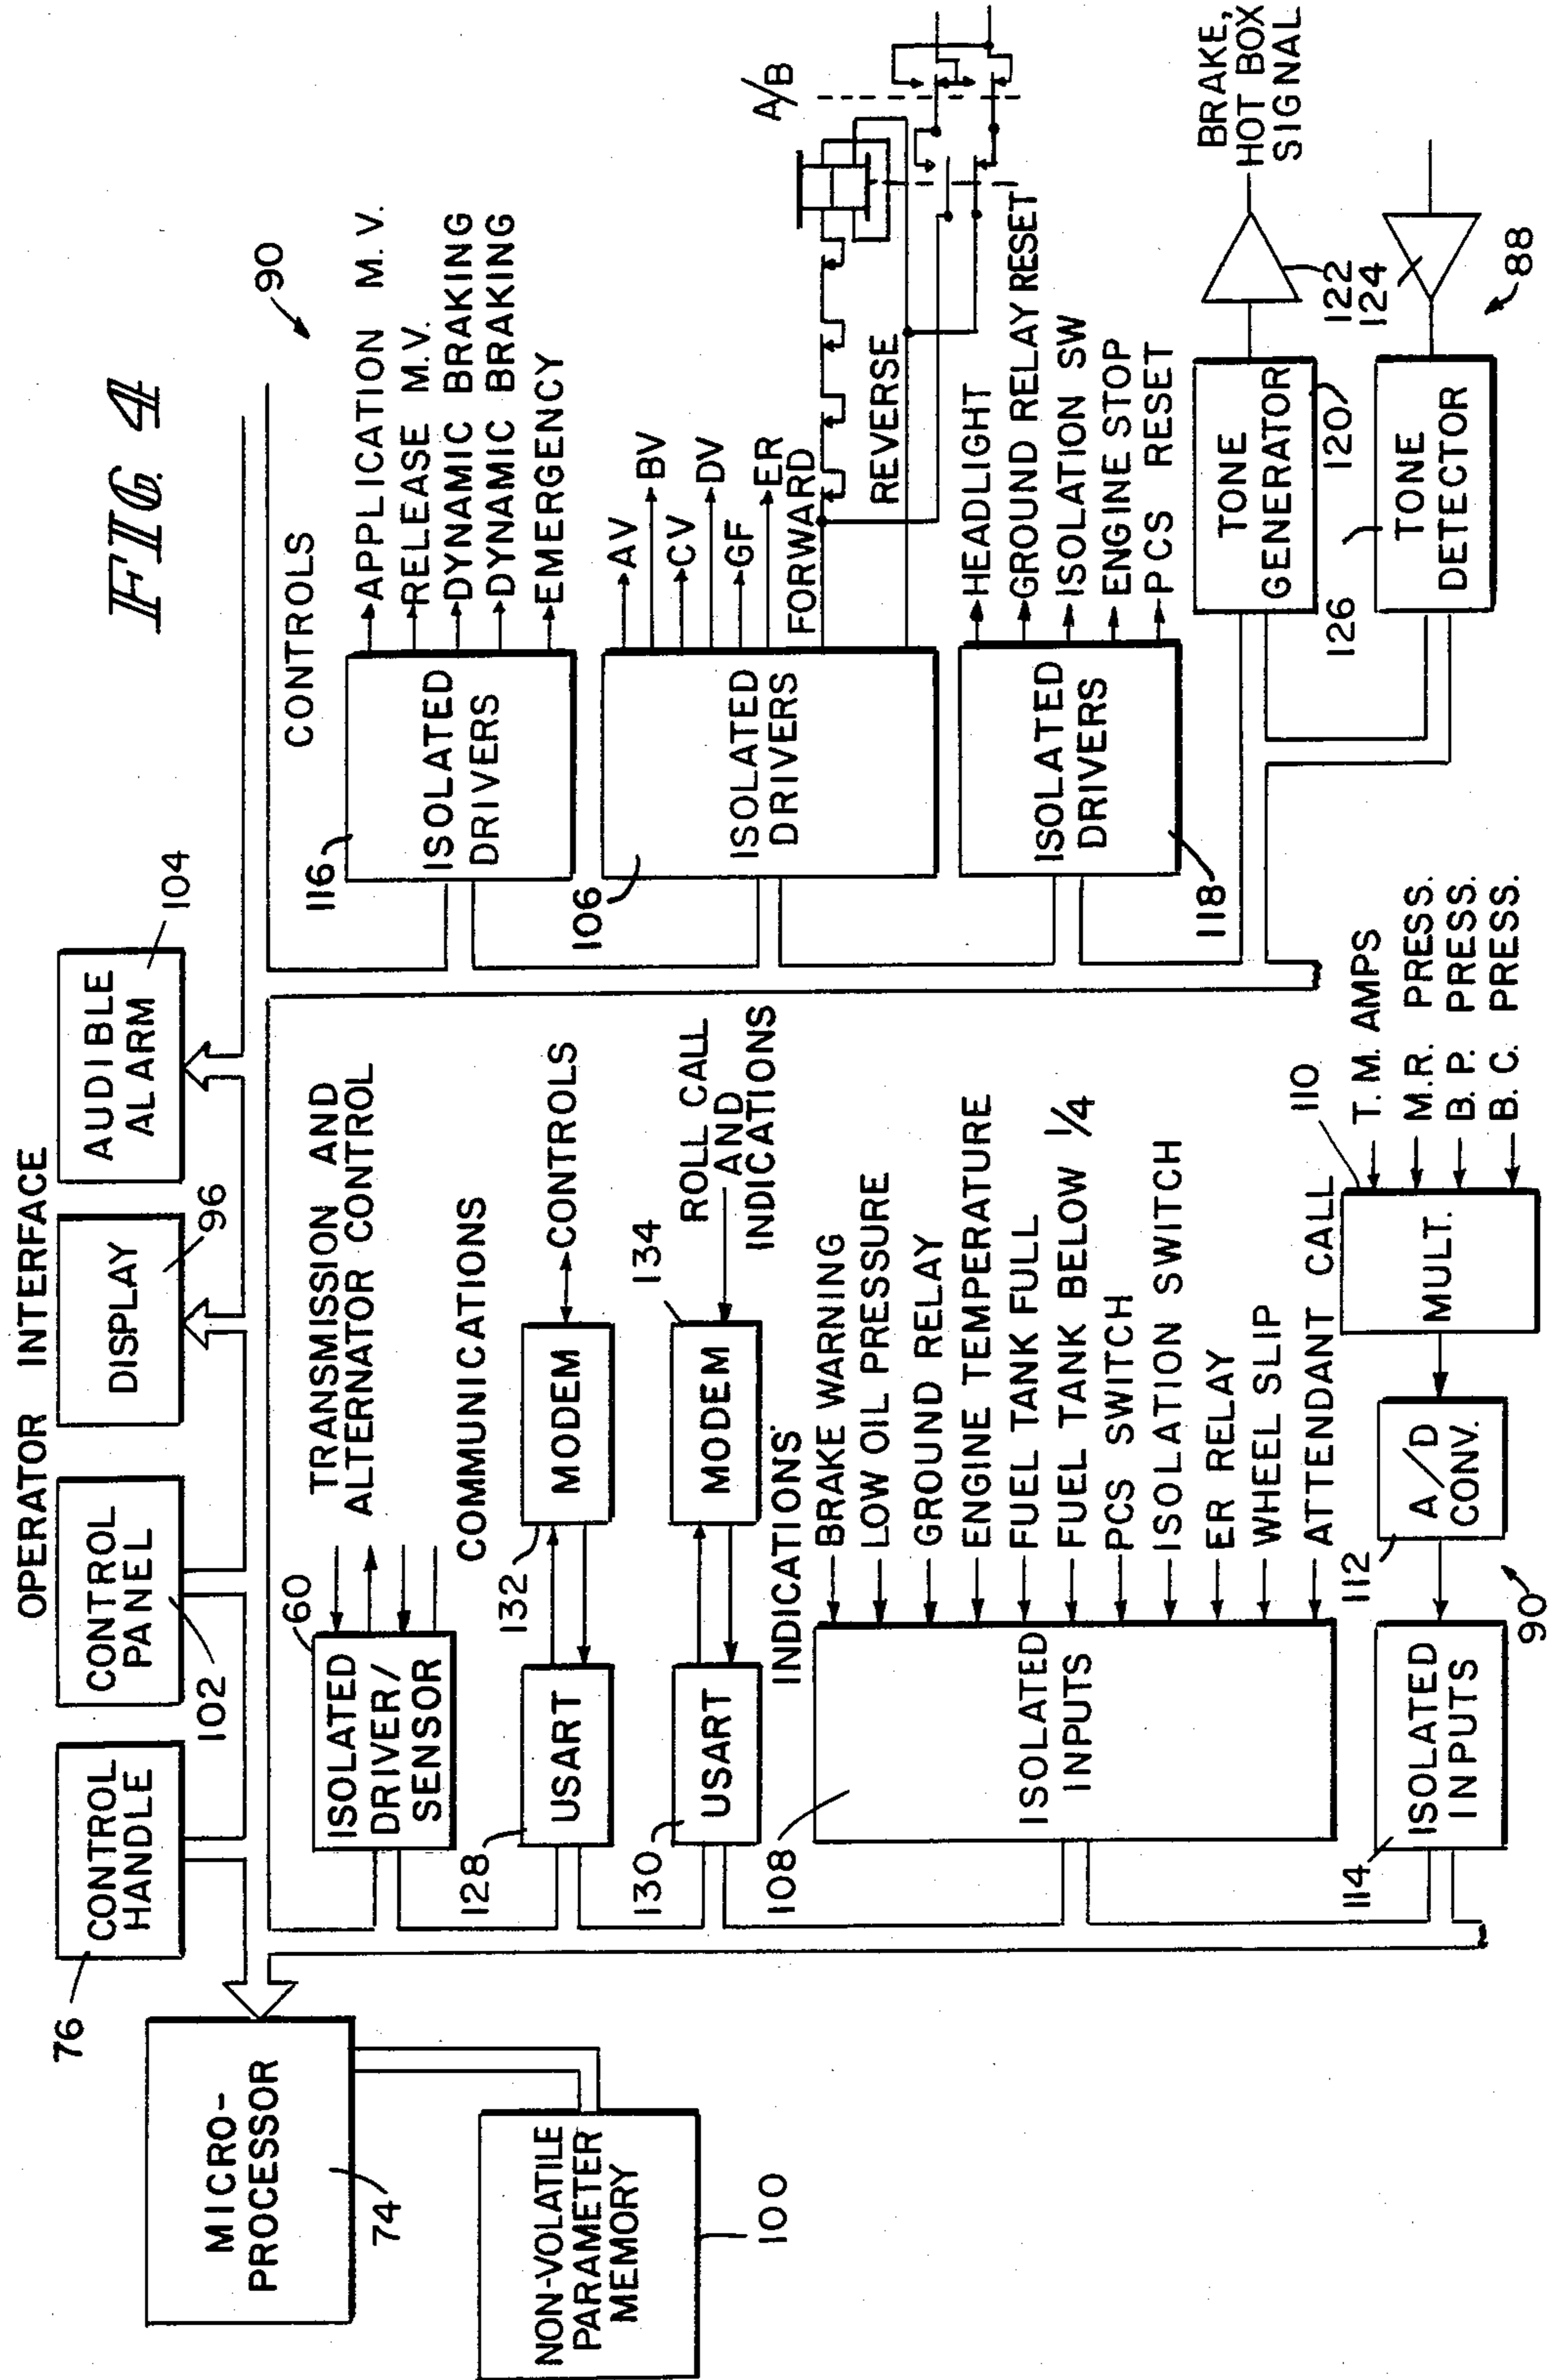 FIG 4
OPERATOR INTERFACE
76
CONTROL
HANDLE
CONTROL
PANEL
102
DISPLAY
96
AUDIBLE
ALARM
104
MICRO-
PROCESSOR
74
NON-VOLATILE
PARAMETER
MEMORY
100
60
ISOLATED
DRIVER/
SENSOR
TRANSMISSION AND
ALTERNATOR CONTROL
COMMUNICATIONS
128
USART
132
MODEM
CONTROLS
130
USART
MODEM
134
ROLL CALL
AND
INDICATIONS
INDICATIONS
108
ISOLATED
INPUTS
BRAKE WARNING
LOW OIL PRESSURE
GROUND RELAY
ENGINE TEMPERATURE
FUEL TANK FULL
FUEL TANK BELOW 1/4
PCS SWITCH
ISOLATION SWITCH
ER RELAY
WHEEL SLIP
ATTENDANT CALL
114
ISOLATED
INPUTS
112
A/D
CONV.
90
MULT.
110
T. M. AMPS
M.R. PRESS.
B. P. PRESS.
B. C. PRESS.
CONTROLS
90
116
ISOLATED
DRIVERS
APPLICATION M. V.
RELEASE M.V.
DYNAMIC BRAKING
DYNAMIC BRAKING
EMERGENCY
106
ISOLATED
DRIVERS
AV
BV
CV
DV
GF
ER
FORWARD
REVERSE
A/B
118
ISOLATED
DRIVERS
HEADLIGHT
GROUND RELAY RESET
ISOLATION SW
ENGINE STOP
PCS RESET
TONE
GENERATOR
120
122
BRAKE,
HOT BOX
SIGNAL
126
TONE
DETECTOR
124
88